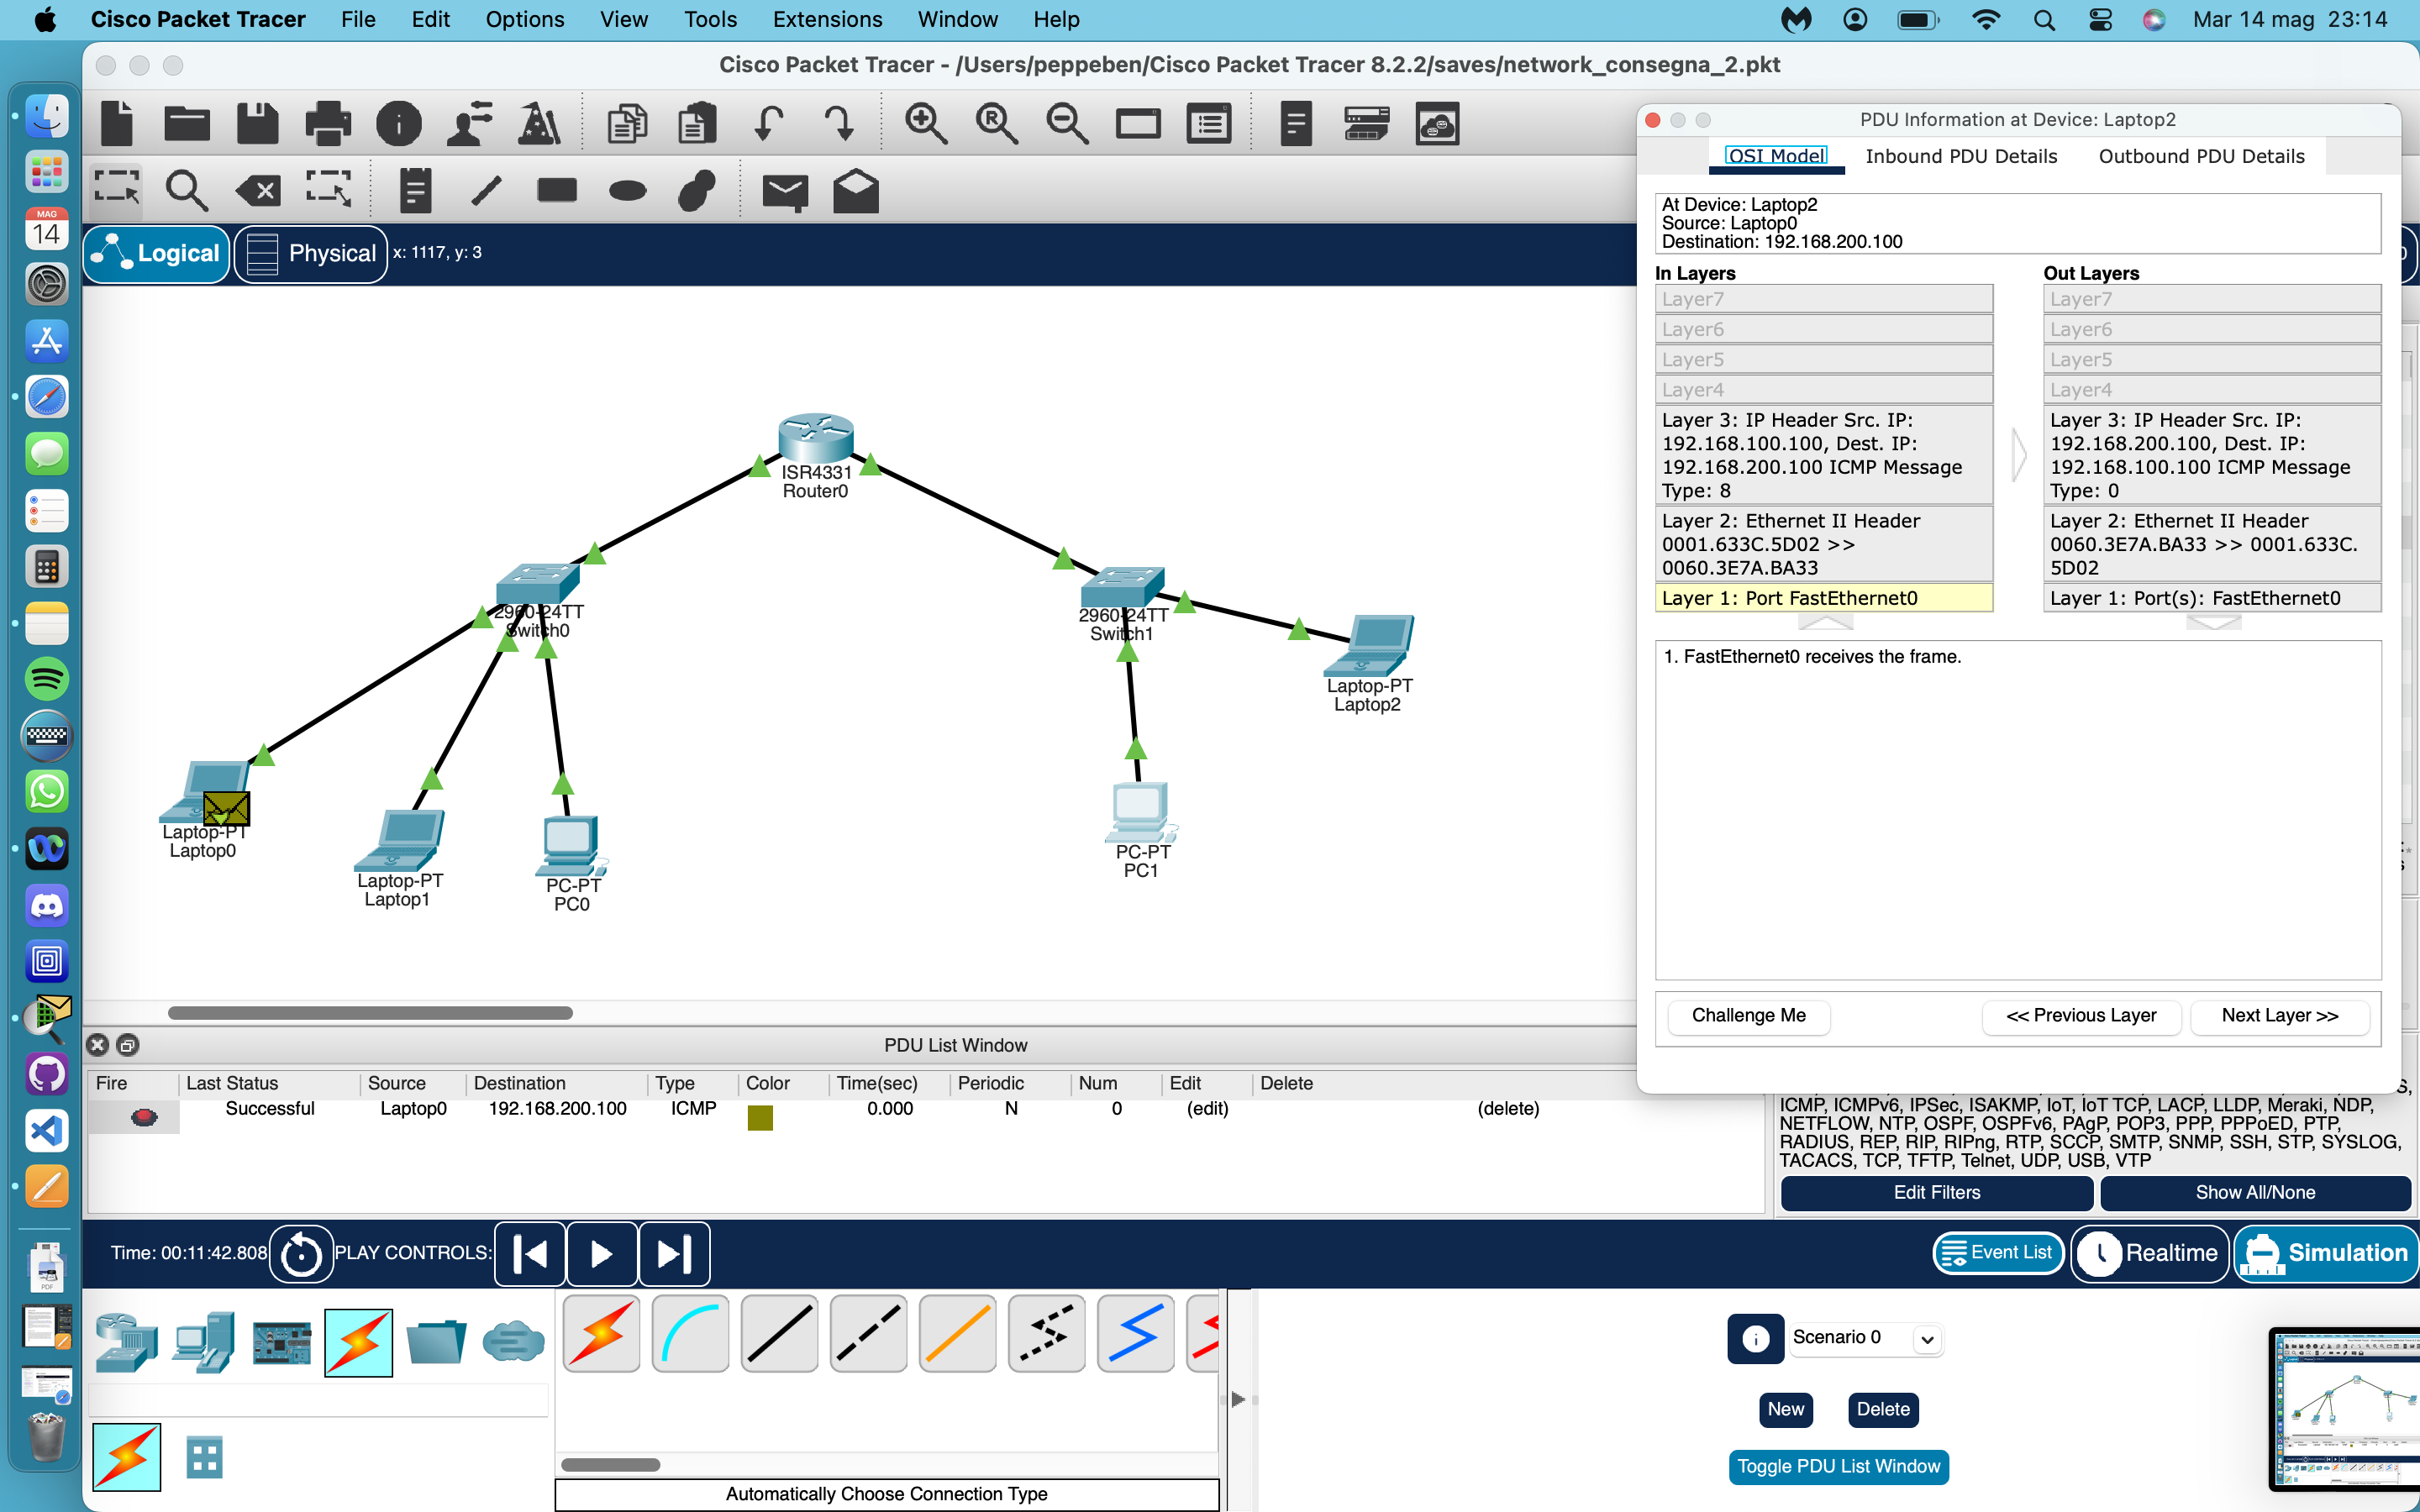 Cisco Packet Tracer File Edit Options View Tools Extensions Window Help Mar 14 mag 23:14
Cisco Packet Tracer - /Users/peppeben/Cisco Packet Tracer 8.2.2/saves/network_consegna_2.pkt
MAG
14
Logical Physical x: 1117, y: 3
ISR4331
Router0
2960-24TT
Switch0
2960-24TT
Switch1
Laptop-PT
Laptop2
Laptop-PT
Laptop0
Laptop-PT
Laptop1
PC-PT
PC0
PC-PT
PC1
PDU Information at Device: Laptop2
OSI Model Inbound PDU Details Outbound PDU Details
At Device: Laptop2
Source: Laptop0
Destination: 192.168.200.100
In Layers
Layer7
Layer6
Layer5
Layer4
Layer 3: IP Header Src. IP:
192.168.100.100, Dest. IP:
192.168.200.100 ICMP Message
Type: 8
Layer 2: Ethernet II Header
0001.633C.5D02 >>
0060.3E7A.BA33
Layer 1: Port FastEthernet0
Out Layers
Layer7
Layer6
Layer5
Layer4
Layer 3: IP Header Src. IP:
192.168.200.100, Dest. IP:
192.168.100.100 ICMP Message
Type: 0
Layer 2: Ethernet II Header
0060.3E7A.BA33 >> 0001.633C.
5D02
Layer 1: Port(s): FastEthernet0
1. FastEthernet0 receives the frame.
Challenge Me << Previous Layer Next Layer >>
PDU List Window
Fire Last Status Source Destination Type Color Time(sec) Periodic Num Edit Delete
Successful Laptop0 192.168.200.100 ICMP 0.000 N 0 (edit) (delete)
ICMP, ICMPv6, IPSec, ISAKMP, IoT, IoT TCP, LACP, LLDP, Meraki, NDP,
NETFLOW, NTP, OSPF, OSPFv6, PAgP, POP3, PPP, PPPoED, PTP,
RADIUS, REP, RIP, RIPng, RTP, SCCP, SMTP, SNMP, SSH, STP, SYSLOG,
TACACS, TCP, TFTP, Telnet, UDP, USB, VTP
Edit Filters Show All/None
Time: 00:11:42.808 PLAY CONTROLS: Event List Realtime Simulation
Scenario 0
New Delete
Toggle PDU List Window
Automatically Choose Connection Type
PDF